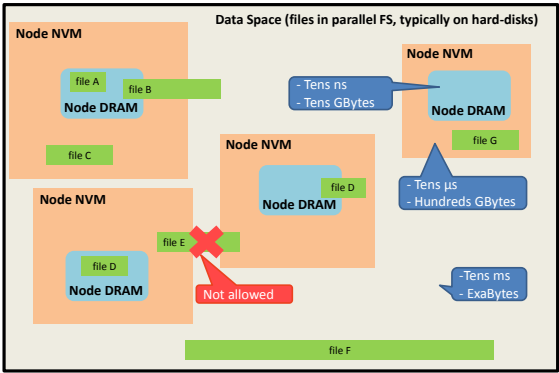 Data Space (files in parallel FS, typically on hard-disks)
Node NVM
file A
file B
Node DRAM
file C
- Tens ns
- Tens GBytes
Node NVM
Node DRAM
file G
- Tens µs
- Hundreds GBytes
Node NVM
file D
Node DRAM
Node NVM
file E
file D
Node DRAM
Not allowed
-Tens ms
- ExaBytes
file F